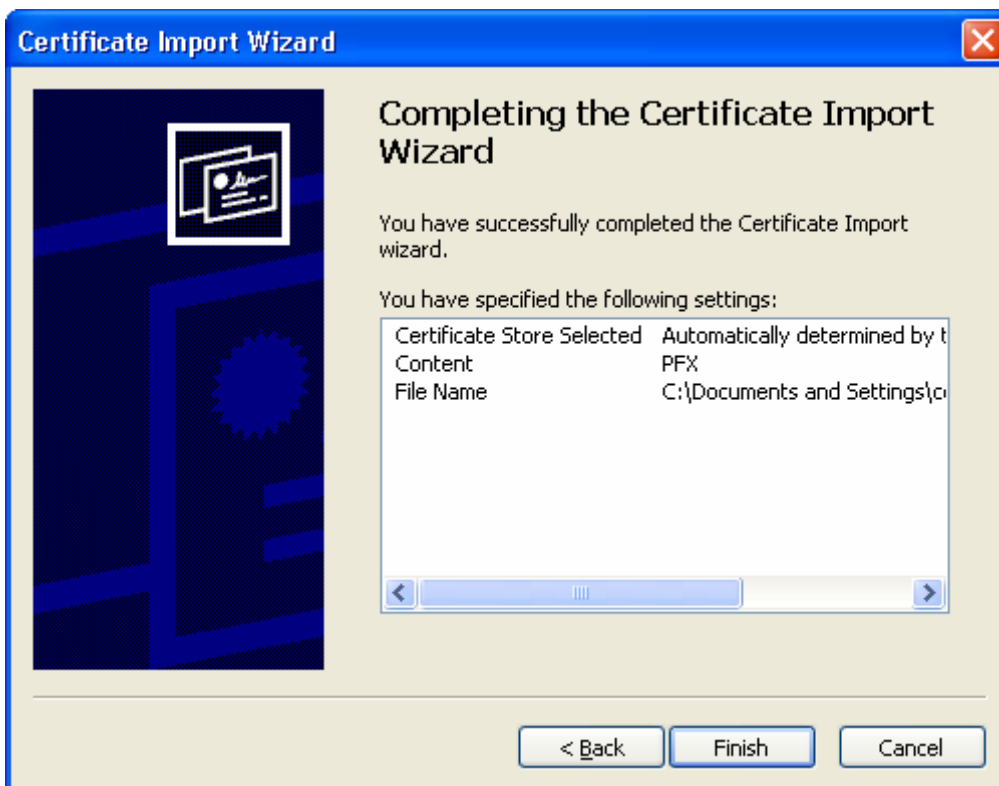 Certificate Import Wizard
Completing the Certificate Import
Wizard
You have successfully completed the Certificate Import
wizard.
You have specified the following settings:
Certificate Store Selected Automatically determined by t
Content PFX
File Name C:\Documents and Settings\c
< Back Finish Cancel